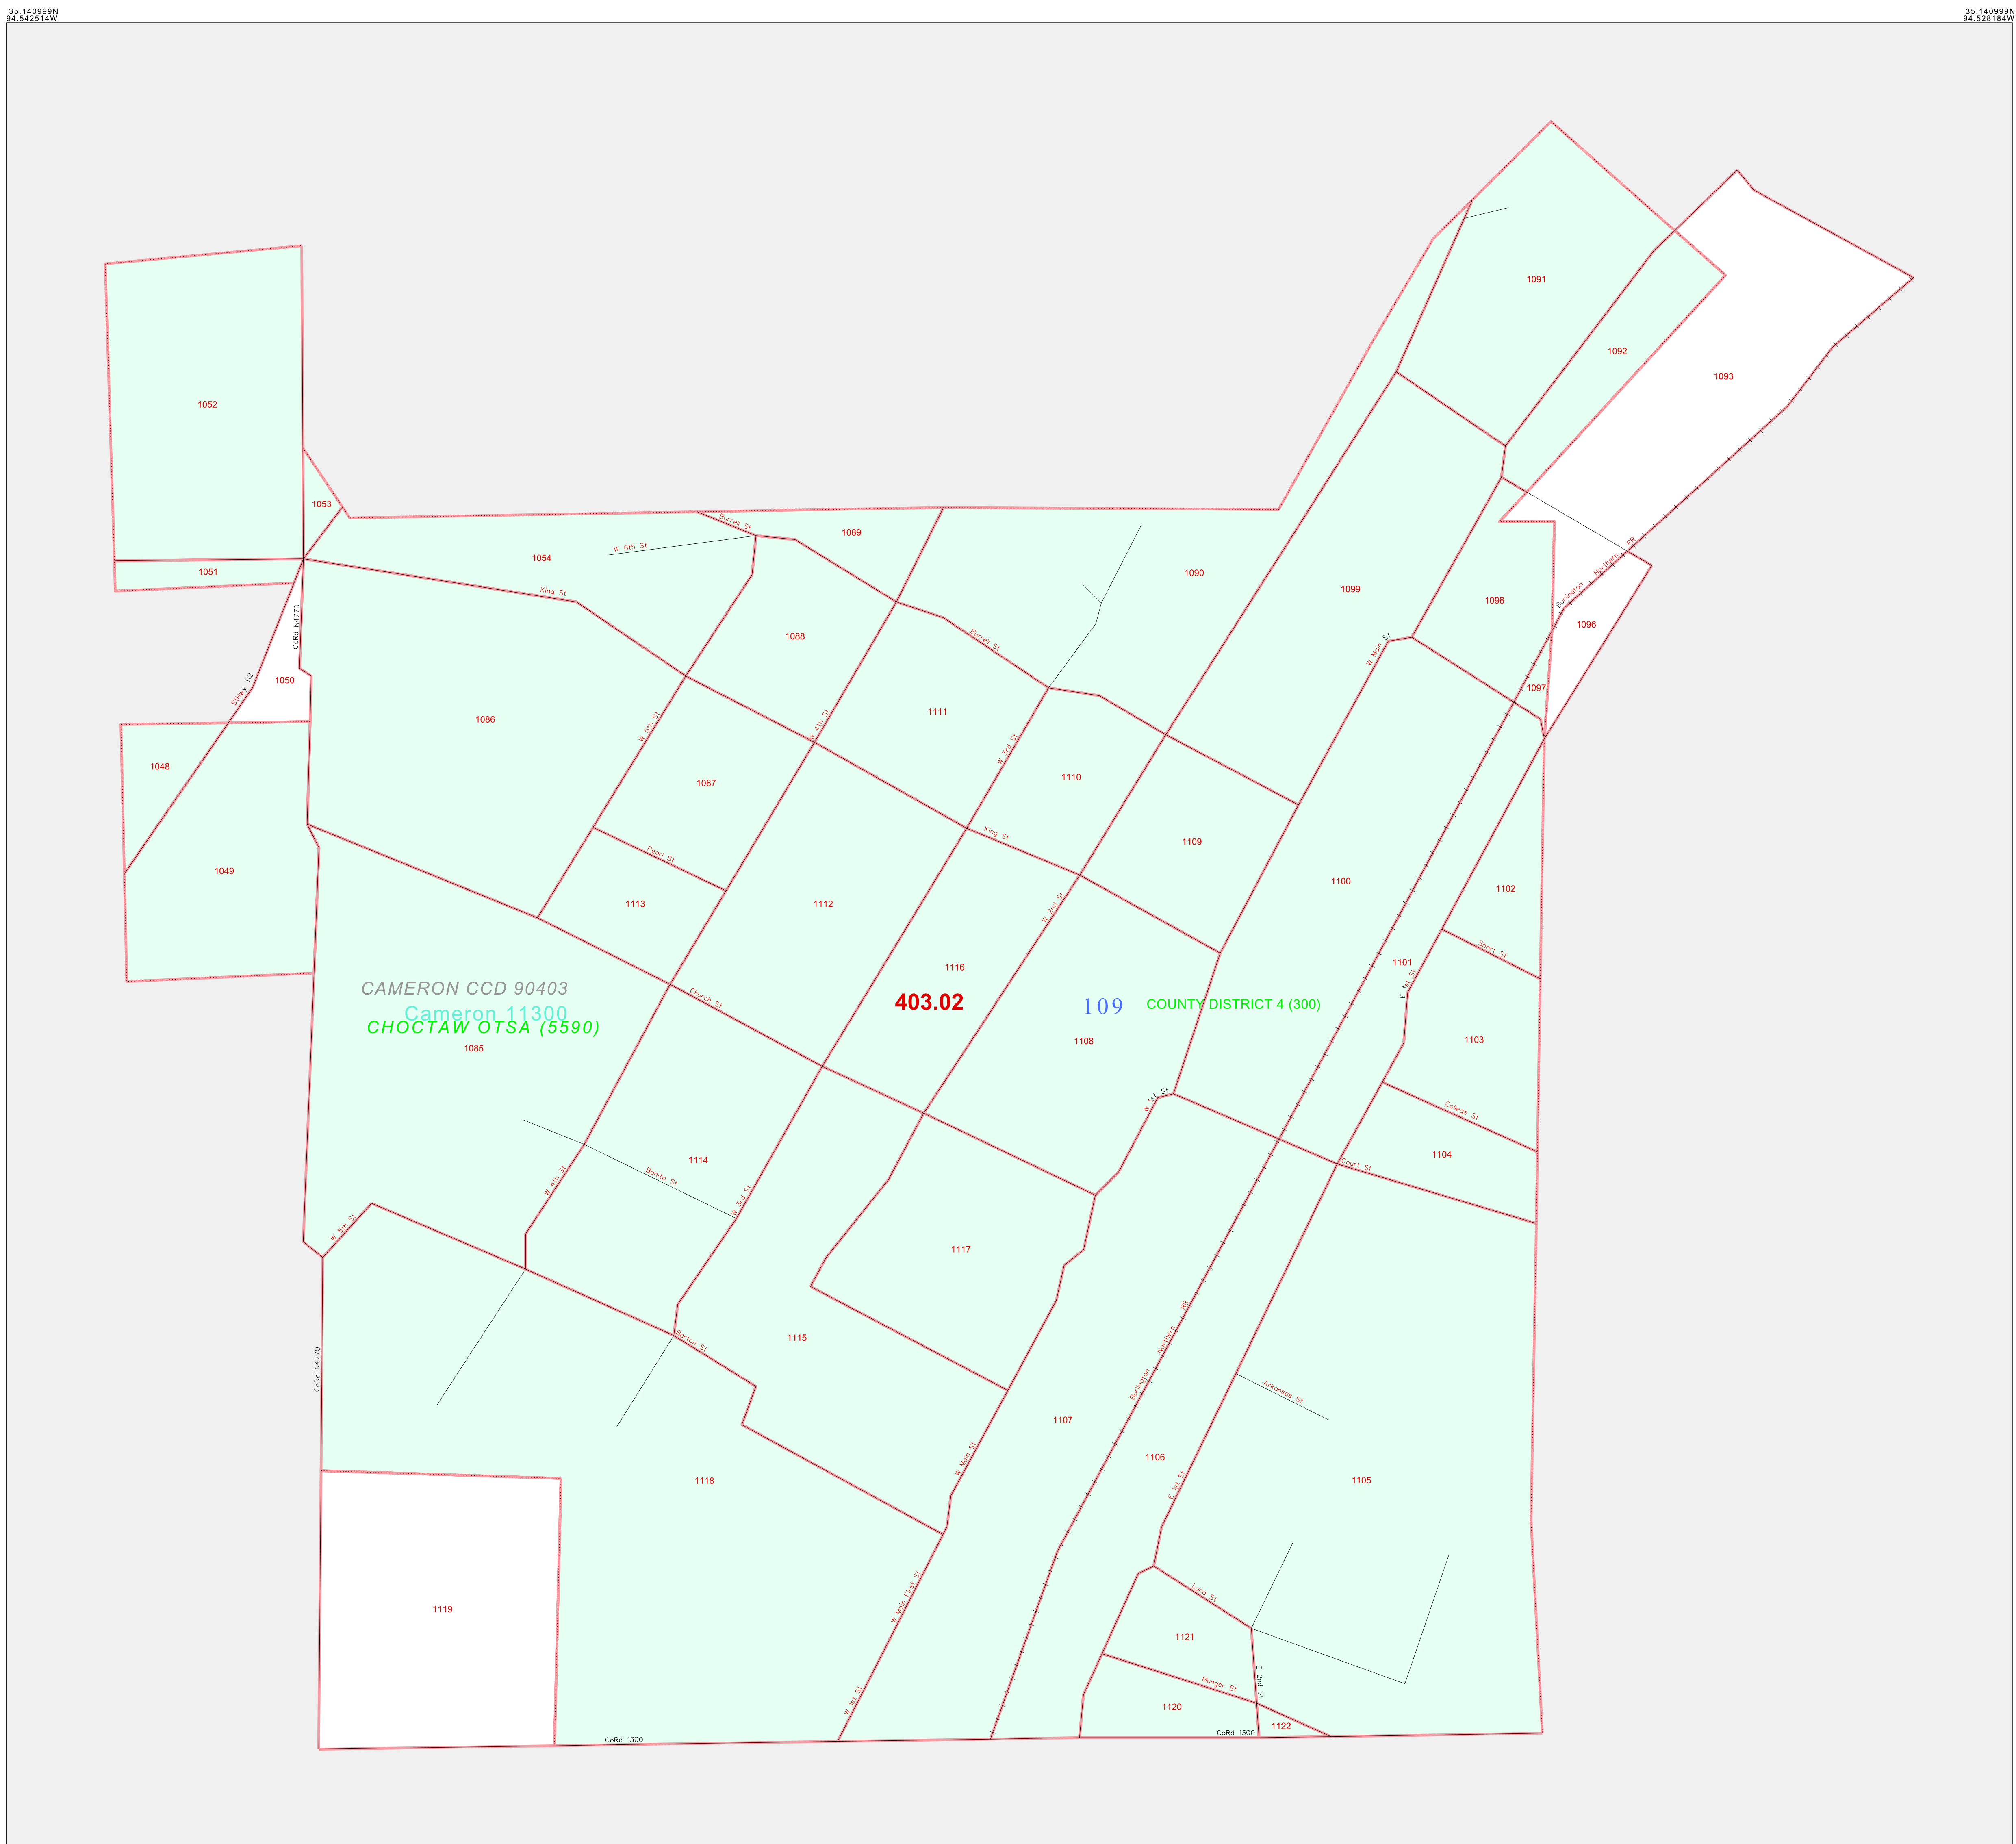 35.140999N
94.542514W
35.140999N
94.528184W
1091
1092
1093
1052
1053
Burrell St
1089
W 6th St
1054
1090
1051
King St
1099
1098
Burlington Northern RR
1096
CoRd N4770
1088
Burrell St
W Main St
StHwy 112
1050
1097
1086
W 5th St
W 4th St
1111
W 3rd St
1048
1087
1110
King St
1109
Pearl St
1049
1113
1112
W 2nd St
1100
1102
Short St
1116
1101
E 1st St
CAMERON CCD 90403
Church St
403.02
109
COUNTY DISTRICT 4 (300)
Cameron 11300
CHOCTAW OTSA (5590)
1085
1108
1103
W 1st St
College St
1114
1104
Court St
Bonito St
W 4th St
W 3rd St
W 5th St
1117
Burlington Northern RR
1115
Barton St
CoRd N4770
Arkansas St
1107
W Main St
1106
E 1st St
1105
1118
W Main First St
Luna St
1119
1121
E 2nd St
Munger St
W 1st St
1120
1122
CoRd 1300
CoRd 1300